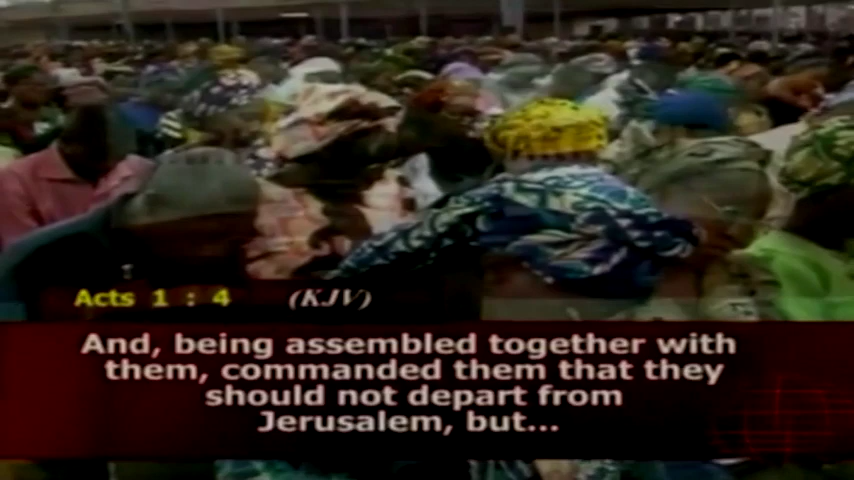 Acts 1 : 4 (KJV)
And, being assembled together with
them, commanded them that they
should not depart from
Jerusalem, but...